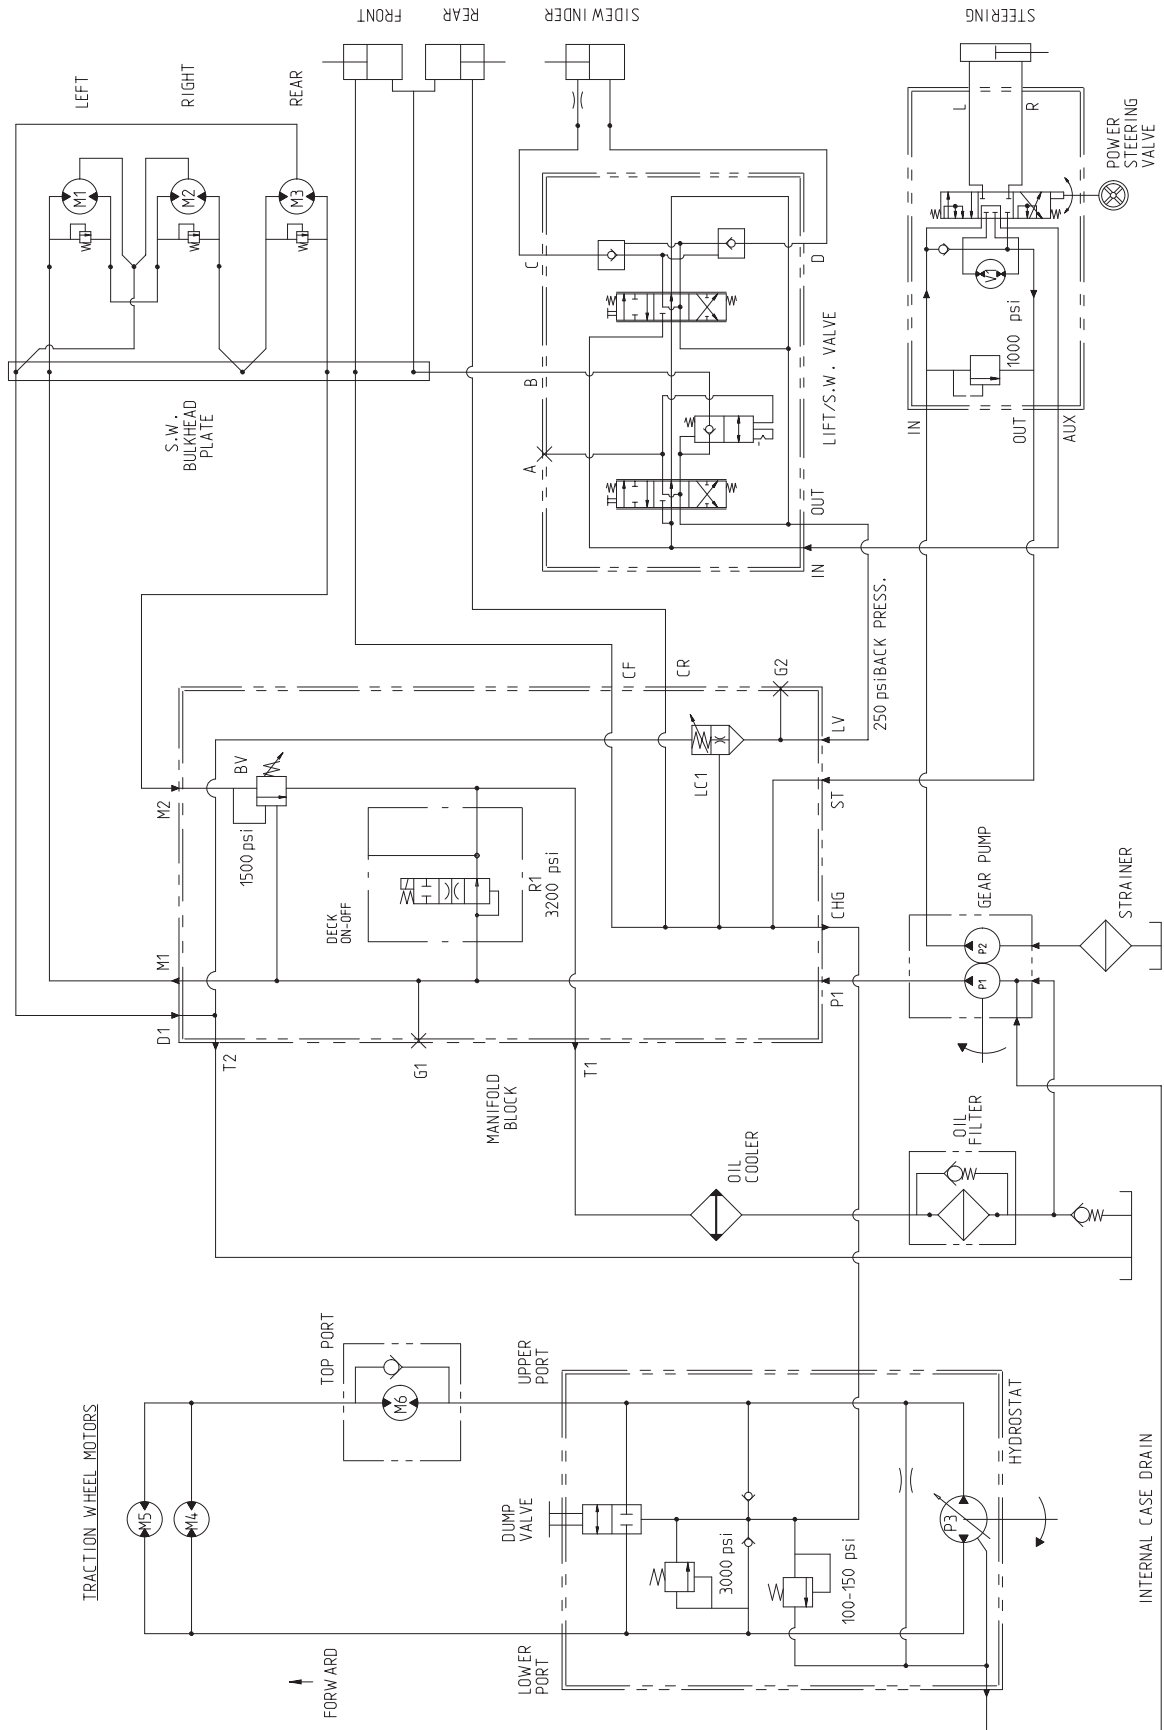 FRONT
REAR
SIDEWINDER
STEERING
LEFT
RIGHT
REAR
M1
M2
M3
S.W.
BULKHEAD
PLATE
L
R
POWER
STEERING
VALVE
V1
1000 psi
IN
OUT
AUX
C
D
B
A
LIFT/S.W. VALVE
OUT
IN
250 psi BACK PRESS.
CF
CR
G2
LV
ST
LC1
BV
M2
1500 psi
DECK
ON-OFF
R1
3200 psi
CHG
M1
P1
D1
T2
G1
T1
MANIFOLD
BLOCK
GEAR PUMP
P1
P2
STRAINER
OIL
COOLER
OIL
FILTER
TRACTION WHEEL MOTORS
M5
M4
M6
TOP PORT
UPPER
PORT
DUMP
VALVE
3000 psi
100-150 psi
P3
HYDROSTAT
LOWER
PORT
FORWARD
INTERNAL CASE DRAIN